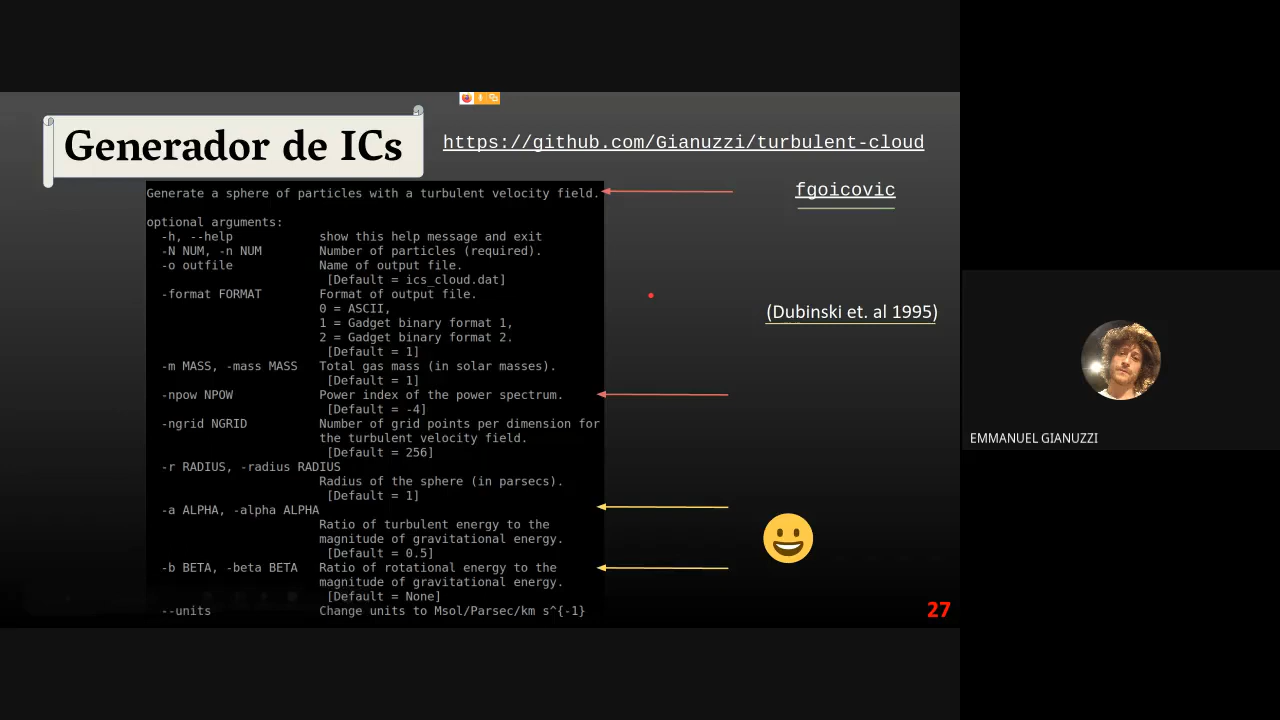 Generador de ICs
https://github.com/Gianuzzi/turbulent-cloud
fgoicovic
Generate a sphere of particles with a turbulent velocity field.
optional arguments:
-h, --help show this help message and exit
-N NUM, -n NUM Number of particles (required).
-o outfile Name of output file.
[Default = ics_cloud.dat]
-format FORMAT Format of output file.
0 = ASCII,
1 = Gadget binary format 1,
2 = Gadget binary format 2.
[Default = 1]
-m MASS, -mass MASS Total gas mass (in solar masses).
[Default = 1]
-npow NPOW Power index of the power spectrum.
[Default = -4]
-ngrid NGRID Number of grid points per dimension for
the turbulent velocity field.
[Default = 256]
-r RADIUS, -radius RADIUS
Radius of the sphere (in parsecs).
[Default = 1]
-a ALPHA, -alpha ALPHA
Ratio of turbulent energy to the
magnitude of gravitational energy.
[Default = 0.5]
-b BETA, -beta BETA Ratio of rotational energy to the
magnitude of gravitational energy.
[Default = None]
--units Change units to Msol/Parsec/km s^{-1}
(Dubinski et. al 1995)
27
EMMANUEL GIANUZZI